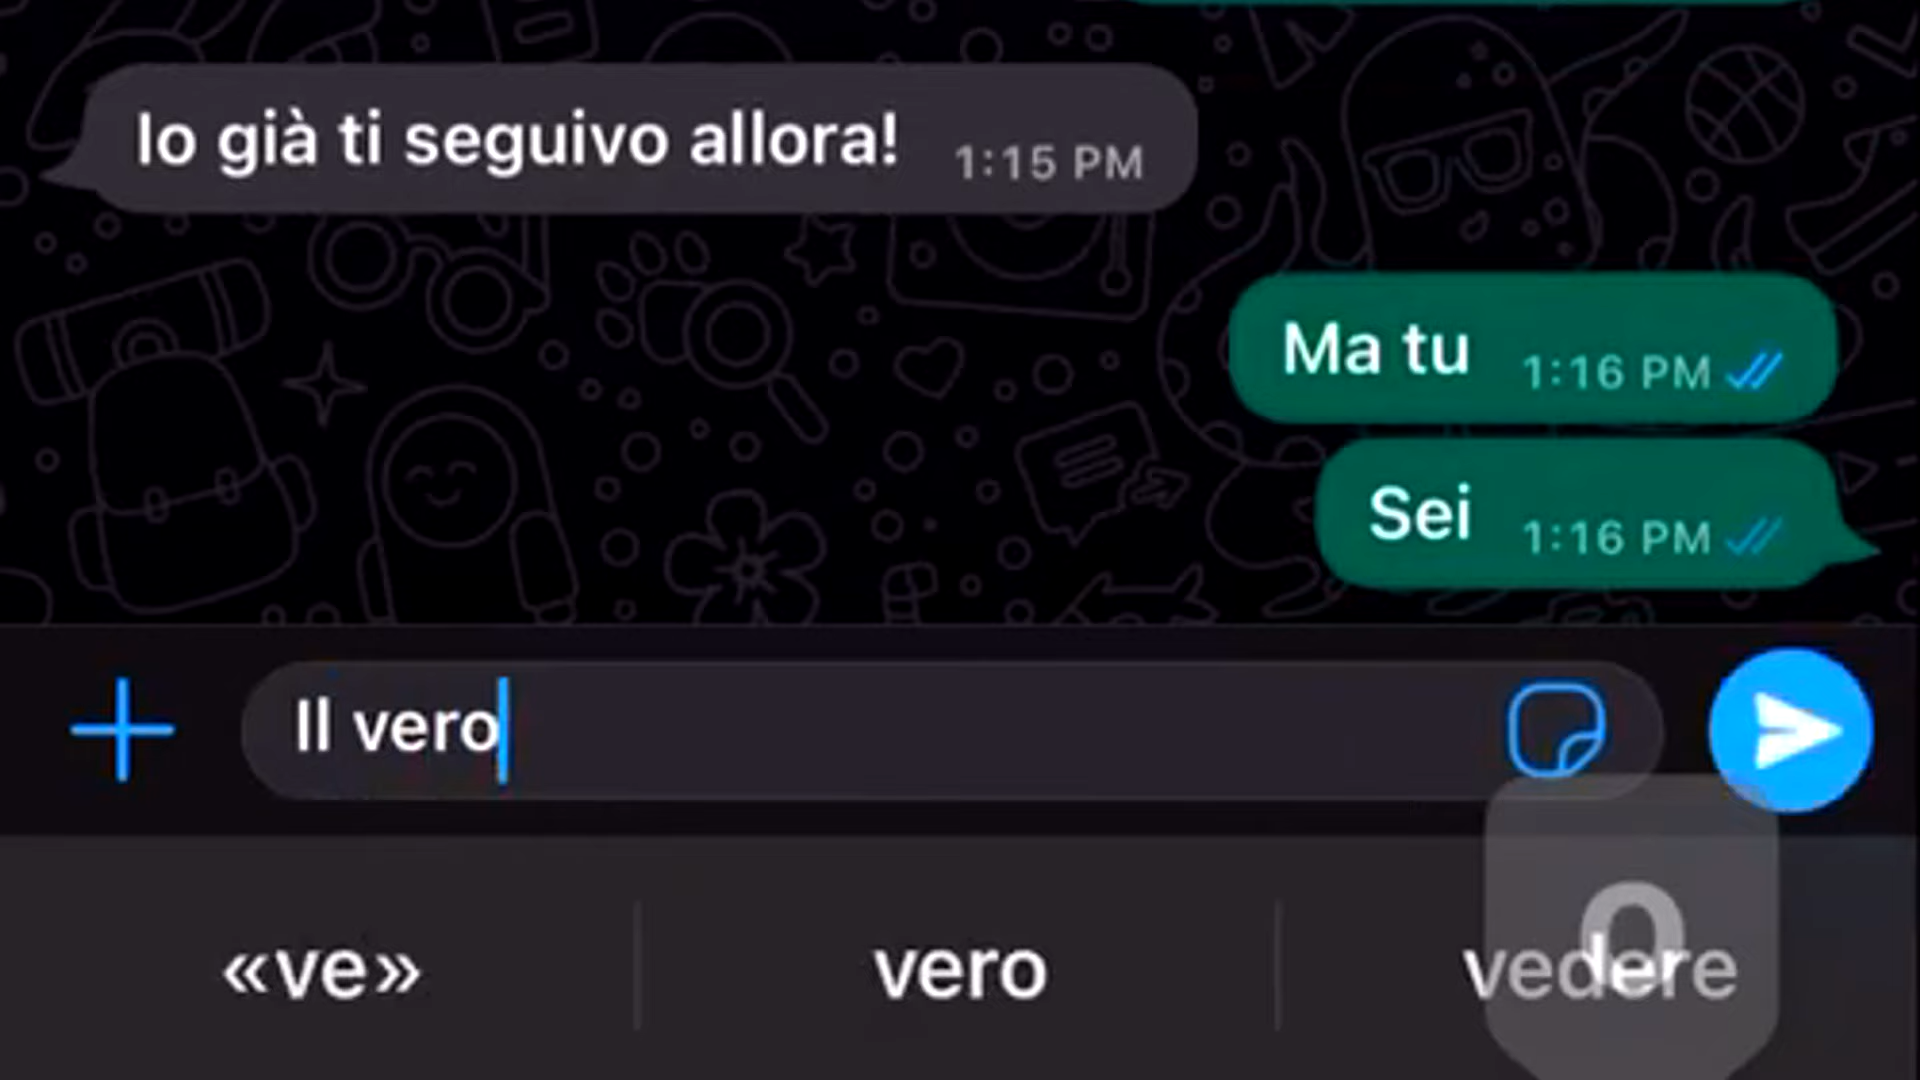 Io già ti seguivo allora! 1:15 PM
Ma tu 1:16 PM
Sei 1:16 PM
Il vero
«ve» vero vedere
o